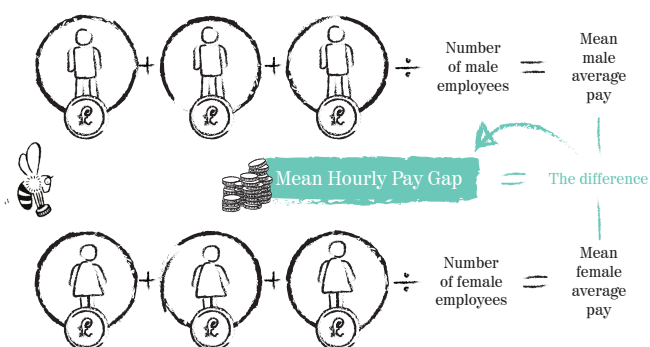 + + + ÷ Number of male employees = Mean male average pay
£ £ £
Mean Hourly Pay Gap = The difference
+ + + ÷ Number of female employees = Mean female average pay
£ £ £